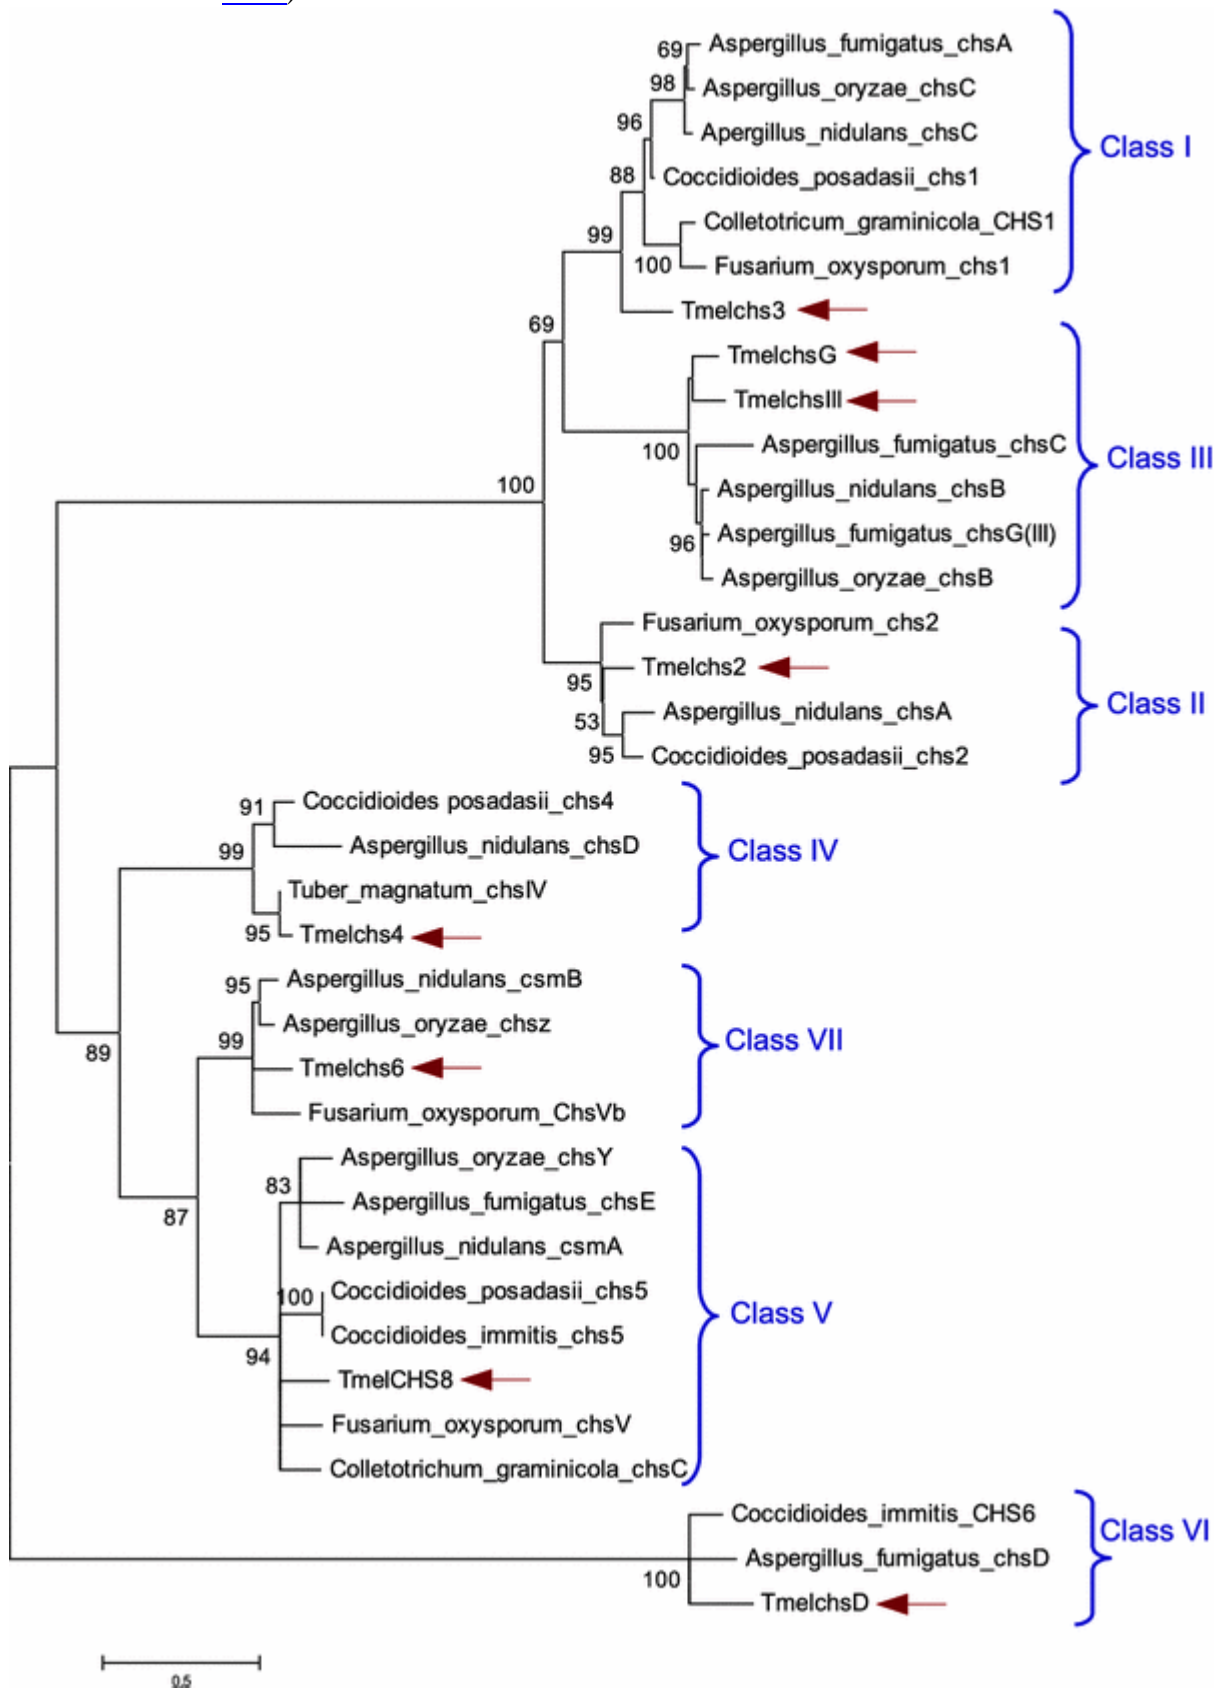 69
Aspergillus_fumigatus_chsA
98
Aspergillus_oryzae_chsC
96
Apergillus_nidulans_chsC
Class I
88
Coccidioides_posadasii_chs1
Colletotricum_graminicola_CHS1
99
100
Fusarium_oxysporum_chs1
Tmelchs3
69
TmelchsG
TmelchsIII
100
Aspergillus_fumigatus_chsC
Class III
100
Aspergillus_nidulans_chsB
Aspergillus_fumigatus_chsG(III)
96
Aspergillus_oryzae_chsB
Fusarium_oxysporum_chs2
Tmelchs2
95
Class II
Aspergillus_nidulans_chsA
53
95
Coccidioides_posadasii_chs2
91
Coccidioides posadasii_chs4
99
Aspergillus_nidulans_chsD
Class IV
Tuber_magnatum_chsIV
95
Tmelchs4
95
Aspergillus_nidulans_csmB
Aspergillus_oryzae_chsz
99
Class VII
89
Tmelchs6
Fusarium_oxysporum_ChsVb
Aspergillus_oryzae_chsY
83
Aspergillus_fumigatus_chsE
87
Aspergillus_nidulans_csmA
100
Coccidioides_posadasii_chs5
Class V
Coccidioides_immitis_chs5
94
TmelCHS8
Fusarium_oxysporum_chsV
Colletotrichum_graminicola_chsC
Coccidioides_immitis_CHS6
Class VI
Aspergillus_fumigatus_chsD
100
TmelchsD
0.5